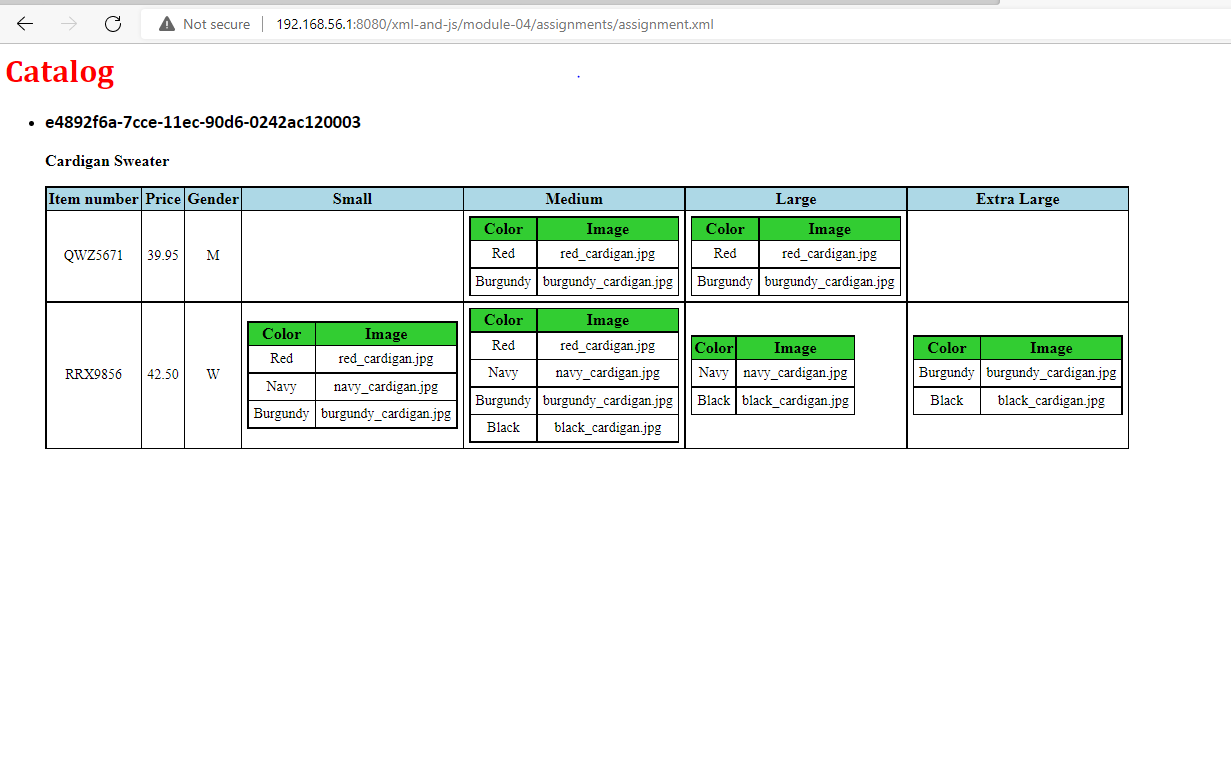 Not secure 192.168.56.1:8080/xml-and-js/module-04/assignments/assignment.xml
Catalog
• e4892f6a-7cce-11ec-90d6-0242ac120003
Cardigan Sweater
Item number Price Gender Small Medium Large Extra Large
Color Image Color Image
QWZ5671 39.95 M Red red_cardigan.jpg Red red_cardigan.jpg
Burgundy burgundy_cardigan.jpg Burgundy burgundy_cardigan.jpg
RRX9856 42.50 W
Color Image
Red red_cardigan.jpg
Navy navy_cardigan.jpg
Burgundy burgundy_cardigan.jpg
Color Image
Red red_cardigan.jpg
Navy navy_cardigan.jpg
Burgundy burgundy_cardigan.jpg
Black black_cardigan.jpg
Color Image
Navy navy_cardigan.jpg
Black black_cardigan.jpg
Color Image
Burgundy burgundy_cardigan.jpg
Black black_cardigan.jpg